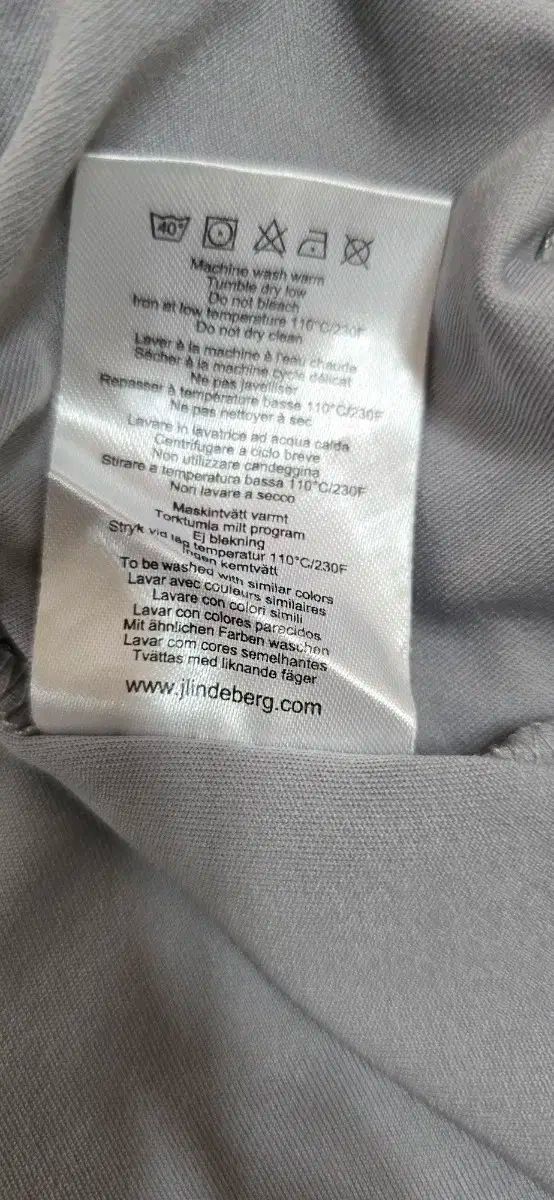 40°
Machine wash warm
Tumble dry low
Do not bleach
Iron at low temperature 110°C/230F
Do not dry clean
Laver à la machine à l'eau chaude
Sécher à la machine cycle délicat
Ne pas javelliser
Repasser à température basse 110°C/230F
Ne pas nettoyer à sec
Lavare in lavatrice ad acqua calda
Centrifugare a ciclo breve
Non utilizzare candeggina
Stirare a temperatura bassa 110°C/230F
Non lavare a secco
Maskintvätt varmt
Torktumla milt program
Ej blekning
Stryk via låg temperatur 110°C/230F
Ingen kemtvätt
To be washed with similar colors
Lavar avec couleurs similaires
Lavare con colori simili
Lavar con colores parecidos
Mit ähnlichen Farben waschen
Lavar com cores semelhantes
Tvättas med liknande fäger
www.jlindeberg.com